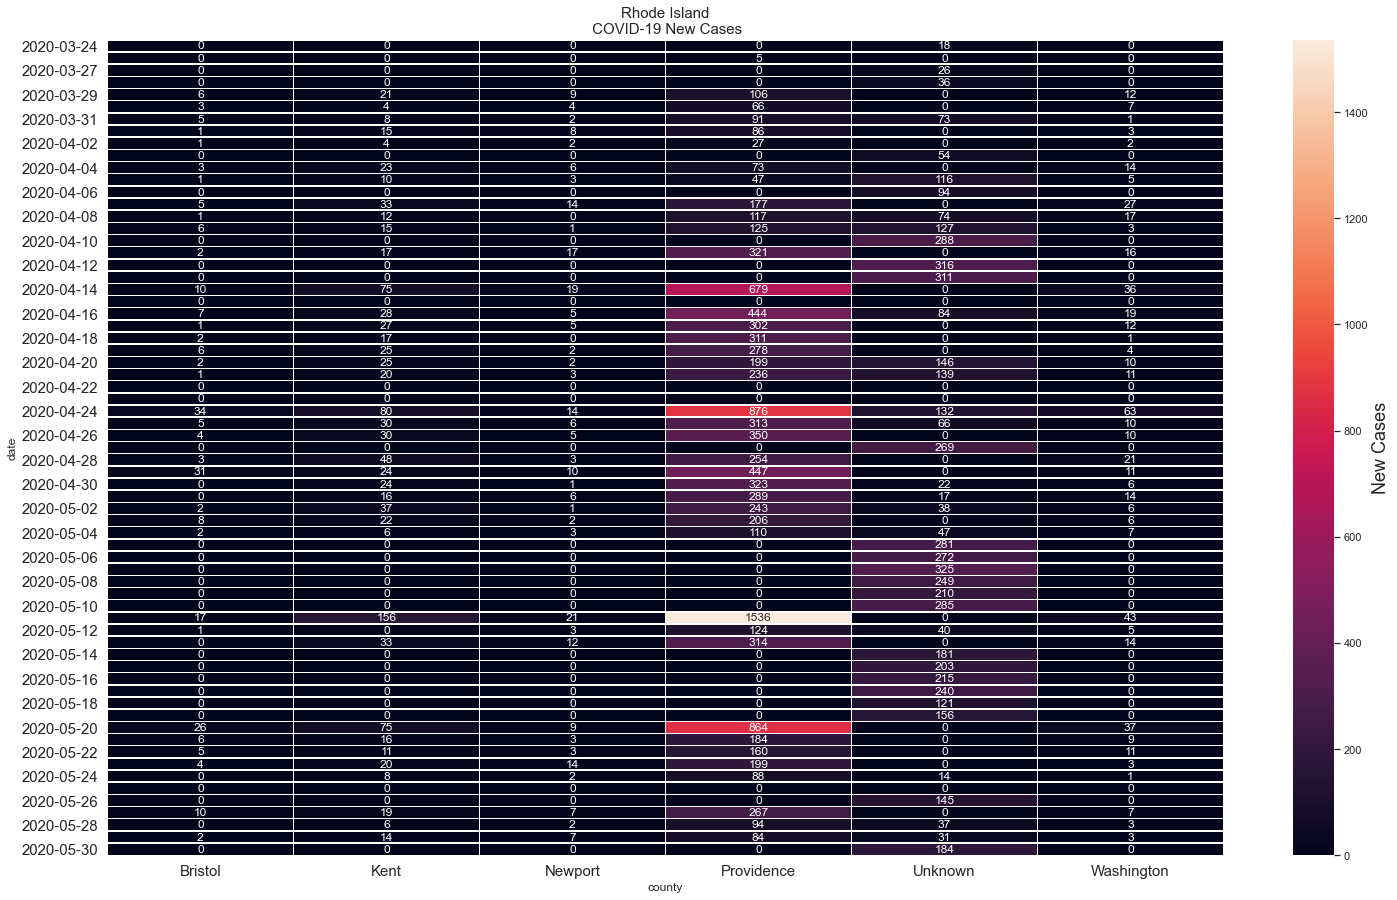 Rhode Island
COVID-19 New Cases
2020-03-24 0 0 0 0 18 0
0 0 0 5 0 0
2020-03-27 0 0 0 0 26 0
0 0 0 0 36 0
2020-03-29 6 21 9 106 0 12
3 4 4 66 0 7
2020-03-31 5 8 2 91 73 1
1 15 8 86 0 3
2020-04-02 1 4 2 27 0 2
0 0 0 0 54 0
2020-04-04 3 23 6 73 0 14
1 10 3 47 116 5
2020-04-06 0 0 0 0 94 0
5 33 14 177 0 27
2020-04-08 1 12 0 117 74 17
6 15 1 125 127 3
2020-04-10 0 0 0 0 288 0
2 17 17 321 0 16
2020-04-12 0 0 0 0 316 0
0 0 0 0 311 0
2020-04-14 10 75 19 679 0 36
0 0 0 0 0 0
2020-04-16 7 28 5 444 84 19
1 27 5 302 0 12
2020-04-18 2 17 0 311 0 1
6 25 2 278 0 4
2020-04-20 2 25 2 199 146 10
1 20 3 236 139 11
2020-04-22 0 0 0 0 0 0
0 0 0 0 0 0
2020-04-24 34 80 14 876 132 63
5 30 6 313 66 10
2020-04-26 4 30 5 350 0 10
0 0 0 0 269 0
2020-04-28 3 48 3 254 0 21
31 24 10 447 0 11
2020-04-30 0 24 1 323 22 6
0 16 6 289 17 14
2020-05-02 2 37 1 243 38 6
8 22 2 206 0 6
2020-05-04 2 6 3 110 47 7
0 0 0 0 281 0
2020-05-06 0 0 0 0 272 0
0 0 0 0 325 0
2020-05-08 0 0 0 0 249 0
0 0 0 0 210 0
2020-05-10 0 0 0 0 285 0
17 156 21 1536 0 43
2020-05-12 1 0 3 124 40 5
0 33 12 314 0 14
2020-05-14 0 0 0 0 181 0
0 0 0 0 203 0
2020-05-16 0 0 0 0 215 0
0 0 0 0 240 0
2020-05-18 0 0 0 0 121 0
0 0 0 0 156 0
2020-05-20 26 75 9 864 0 37
6 16 3 184 0 9
2020-05-22 5 11 3 160 0 11
4 20 14 199 0 3
2020-05-24 0 8 2 88 14 1
0 0 0 0 0 0
2020-05-26 0 0 0 0 145 0
10 19 7 267 0 7
2020-05-28 0 6 2 94 37 3
2 14 7 84 31 3
2020-05-30 0 0 0 0 184 0
Bristol Kent Newport Providence Unknown Washington
county
date
1400
1200
1000
800
600
400
200
0
New Cases